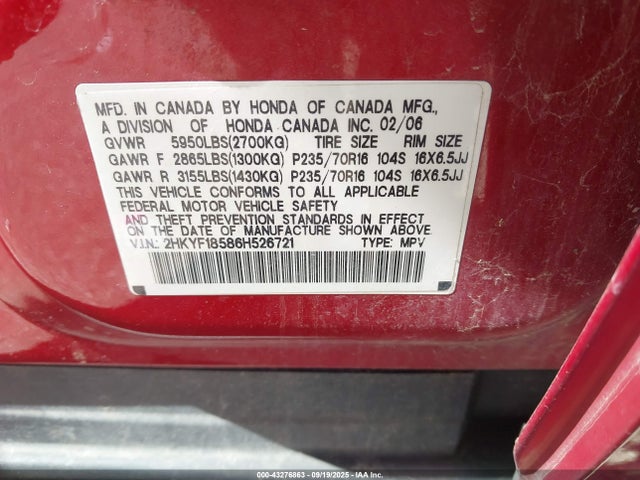 MFD. IN CANADA BY HONDA OF CANADA MFG.,
A DIVISION OF HONDA CANADA INC. 02/06
GVWR 5950LBS(2700KG) TIRE SIZE RIM SIZE
GAWR F 2865LBS(1300KG) P235/70R16 104S 16X6.5JJ
GAWR R 3155LBS(1430KG) P235/70R16 104S 16X6.5JJ
THIS VEHICLE CONFORMS TO ALL APPLICABLE
FEDERAL MOTOR VEHICLE SAFETY
AND THEFT PREVENTION STANDARDS IN EFFECT
ON THE DATE OF MANUFACTURE SHOWN ABOVE.
V.I.N.: 2HKYF18586H526721 TYPE: MPV
000-43276863 - 09/19/2025 - IAA Inc.